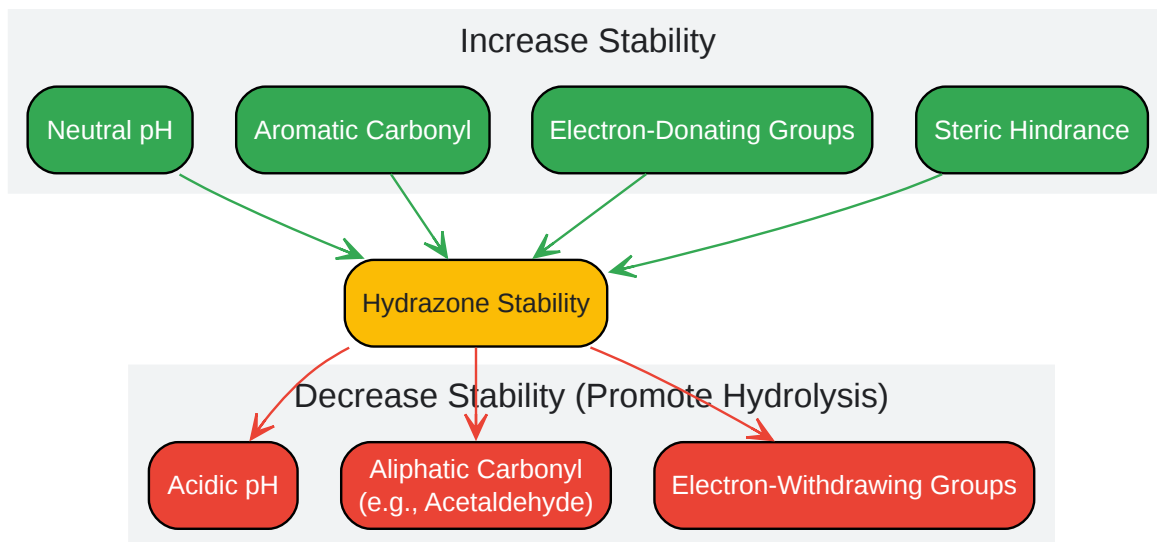 Increase Stability
Neutral pH
Aromatic Carbonyl
Electron-Donating Groups
Steric Hindrance
Hydrazone Stability
Decrease Stability (Promote Hydrolysis)
Acidic pH
Aliphatic Carbonyl
(e.g., Acetaldehyde)
Electron-Withdrawing Groups